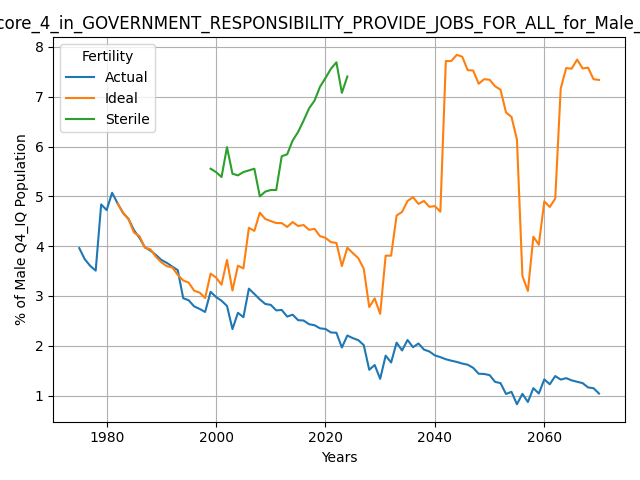 core_4_in_GOVERNMENT_RESPONSIBILITY_PROVIDE_JOBS_FOR_ALL_for_Male_
Fertility
Actual
Ideal
Sterile
% of Male Q4_IQ Population
8
7
6
5
4
3
2
1
1980 2000 2020 2040 2060
Years